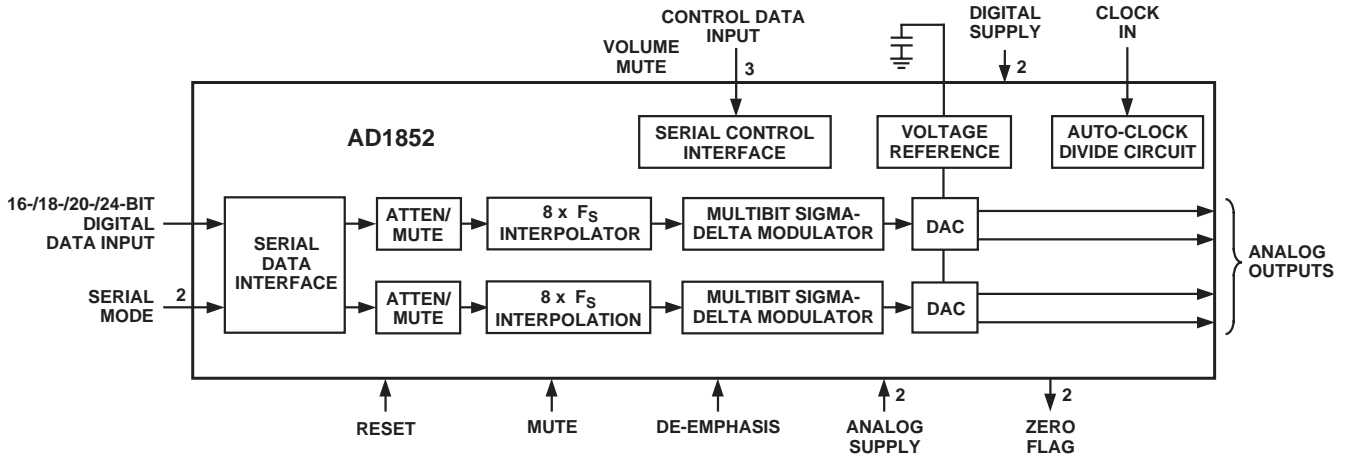 CONTROL DATA
INPUT
DIGITAL
SUPPLY
CLOCK
IN
VOLUME
MUTE
3
2
AD1852
SERIAL CONTROL
INTERFACE
VOLTAGE
REFERENCE
AUTO-CLOCK
DIVIDE CIRCUIT
16-/18-/20-/24-BIT
DIGITAL
DATA INPUT
SERIAL
MODE
2
SERIAL
DATA
INTERFACE
ATTEN/
MUTE
8 x FS
INTERPOLATOR
MULTIBIT SIGMA-
DELTA MODULATOR
DAC
ATTEN/
MUTE
8 x FS
INTERPOLATION
MULTIBIT SIGMA-
DELTA MODULATOR
DAC
ANALOG
OUTPUTS
RESET
MUTE
DE-EMPHASIS
2
ANALOG
SUPPLY
2
ZERO
FLAG